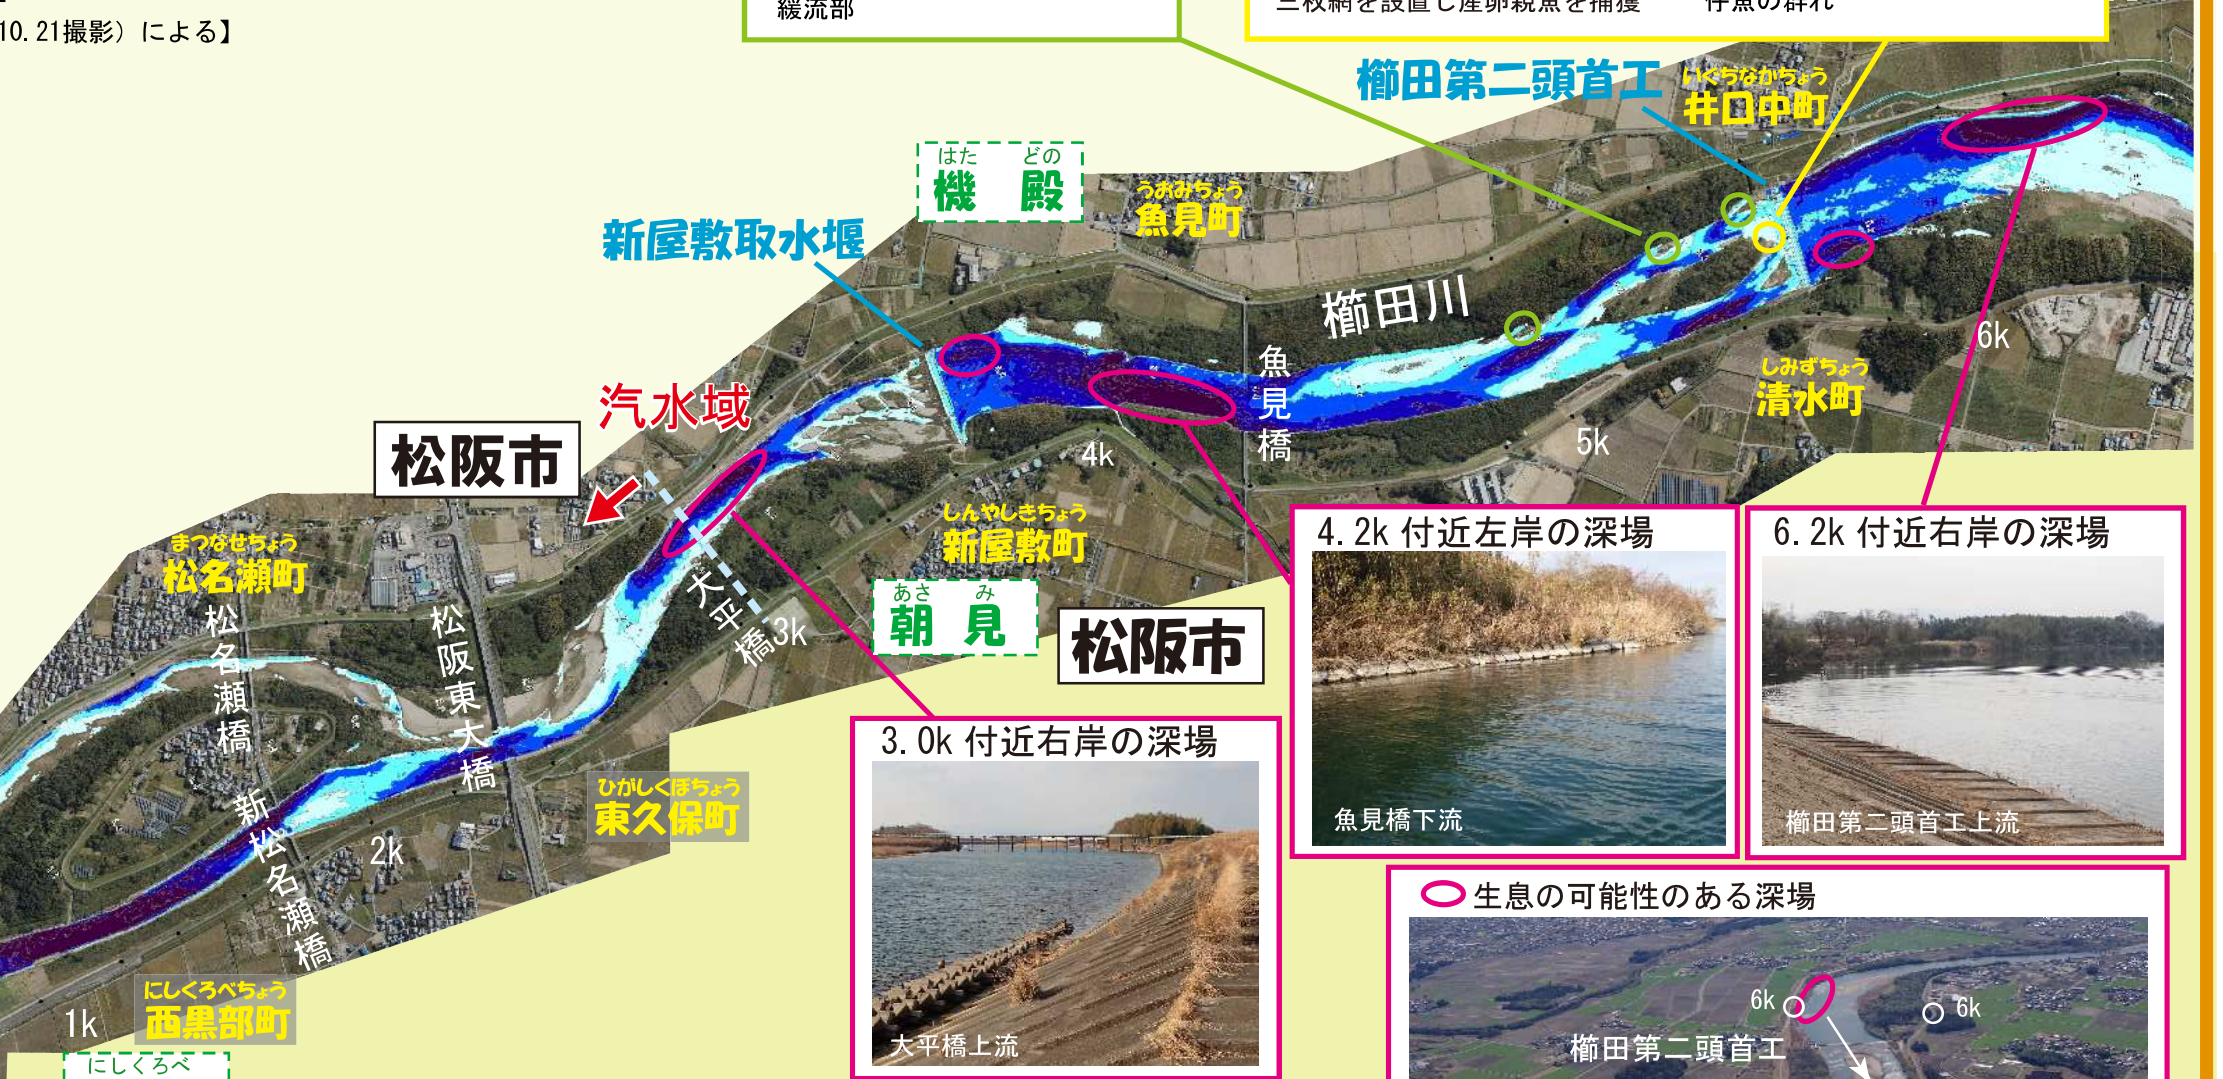 10.21撮影）による】
緩流部
三枚網を設置し産卵親魚を捕獲
仔魚の群れ
櫛田第二頭首工
いぐちなかちょう
井口中町
はた どの
機 殿
うおみちょう
魚見町
新屋敷取水堰
櫛田川
魚見橋
6k
しみずちょう
清水町
汽水域
松阪市
4k
5k
しんやしきちょう
新屋敷町
まつなせちょう
松名瀬町
松名瀬橋
松阪東大橋
大平橋
3k
あさ み
朝 見
松阪市
4.2k 付近左岸の深場
魚見橋下流
6.2k 付近右岸の深場
櫛田第二頭首工上流
3.0k 付近右岸の深場
大平橋上流
ひがしくぼちょう
東久保町
新松名瀬橋
2k
生息の可能性のある深場
6k
6k
櫛田第二頭首工
にしくろべちょう
西黒部町
1k
にしくろべ